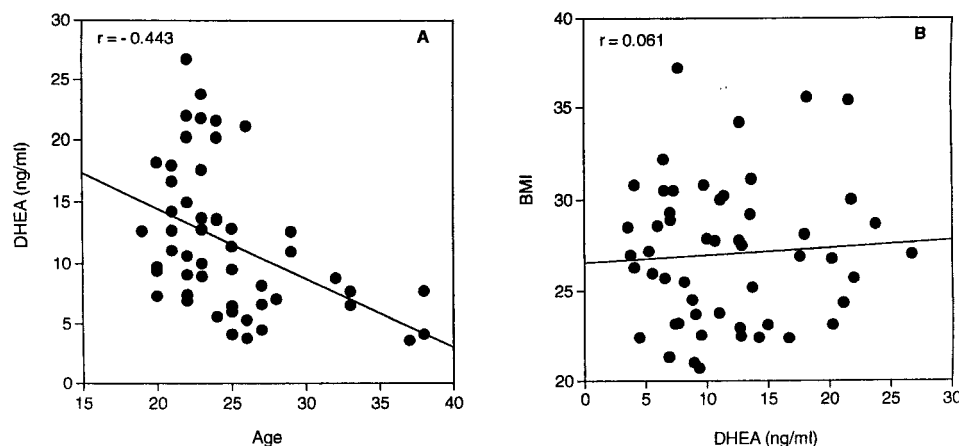 r = - 0.443
A
30
25
20
15
10
5
0
DHEA (ng/ml)
15 20 25 30 35 40
Age
r = 0.061
B
40
35
30
25
20
BMI
0 5 10 15 20 25 30
DHEA (ng/ml)